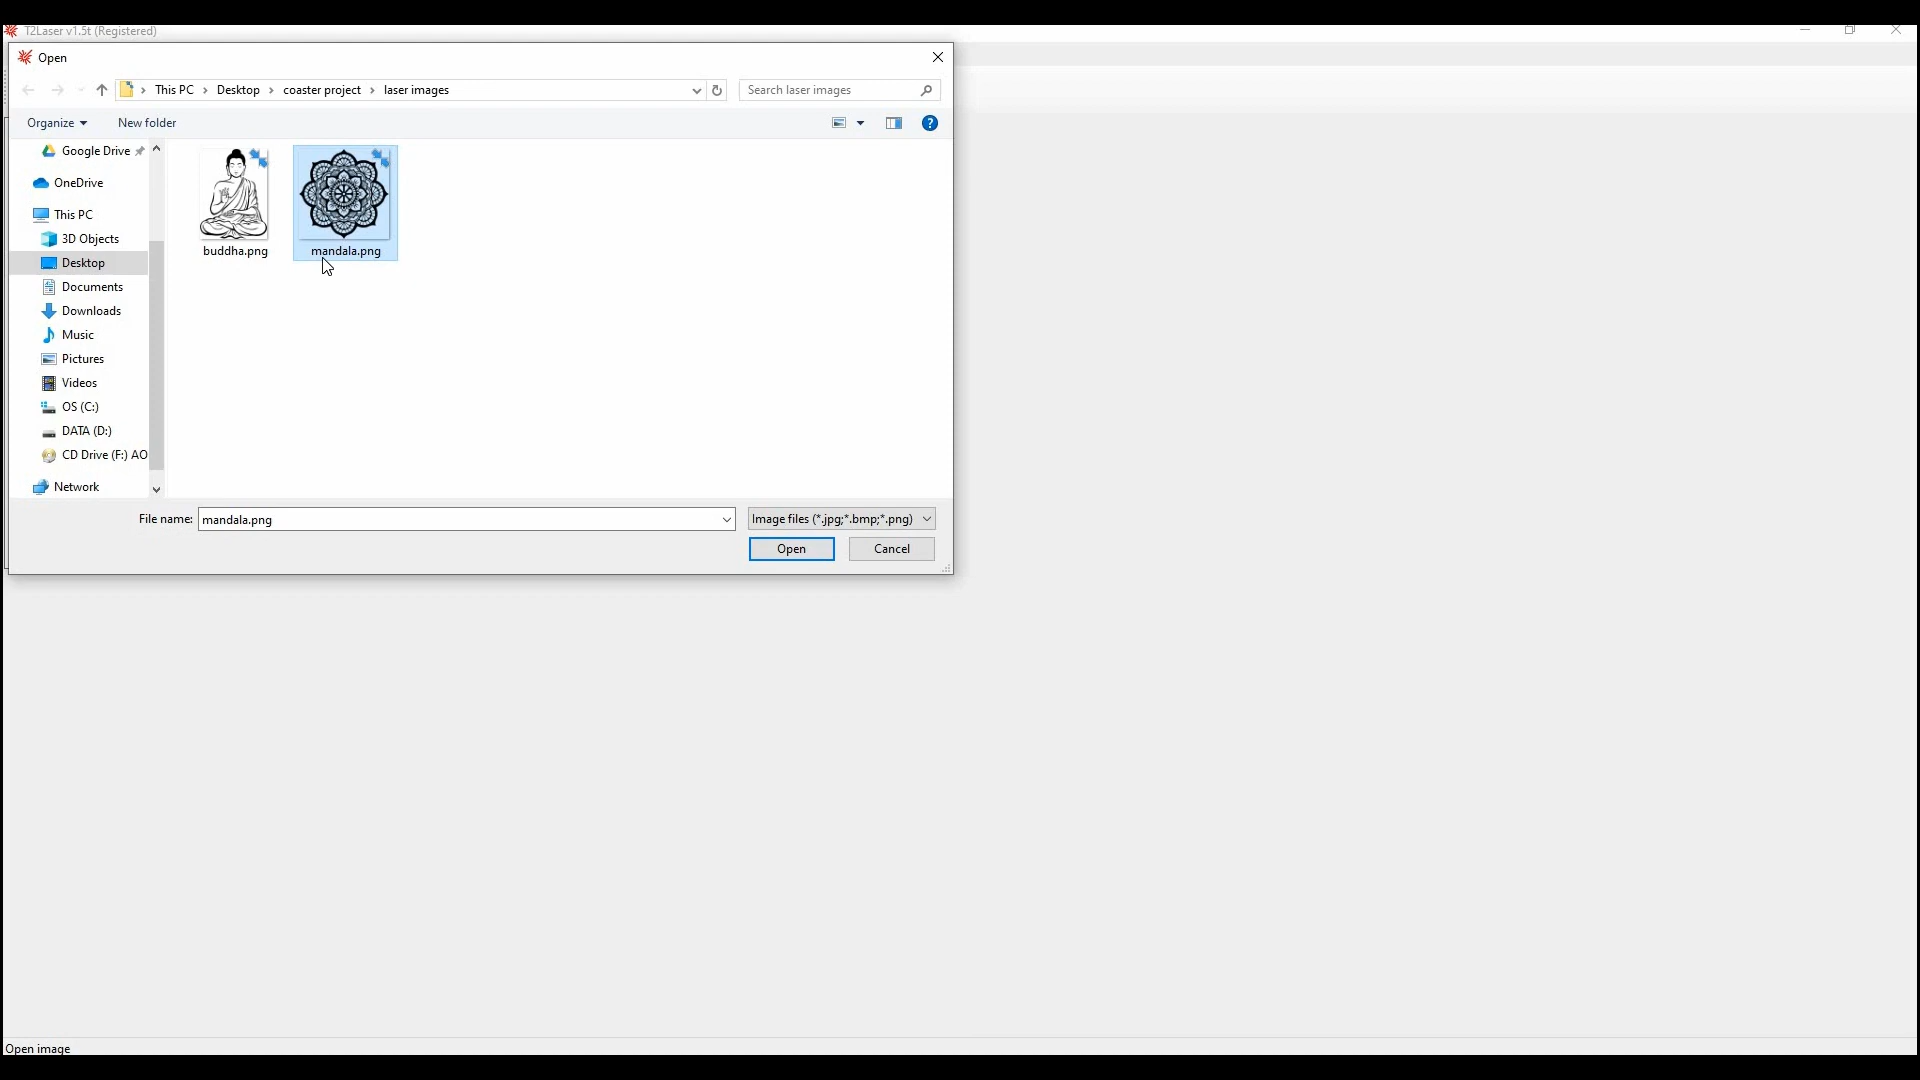 T2Laser v1.5t (Registered)
Open
This PC > Desktop > coaster project > laser images
Search laser images
Organize
New folder
Google Drive
OneDrive
This PC
3D Objects
Desktop
Documents
Downloads
Music
Pictures
Videos
OS (C:)
DATA (D:)
CD Drive (F:) AO
Network
buddha.png
mandala.png
File name:
mandala.png
Image files (*.jpg;*.bmp;*.png)
Open
Cancel
Open image